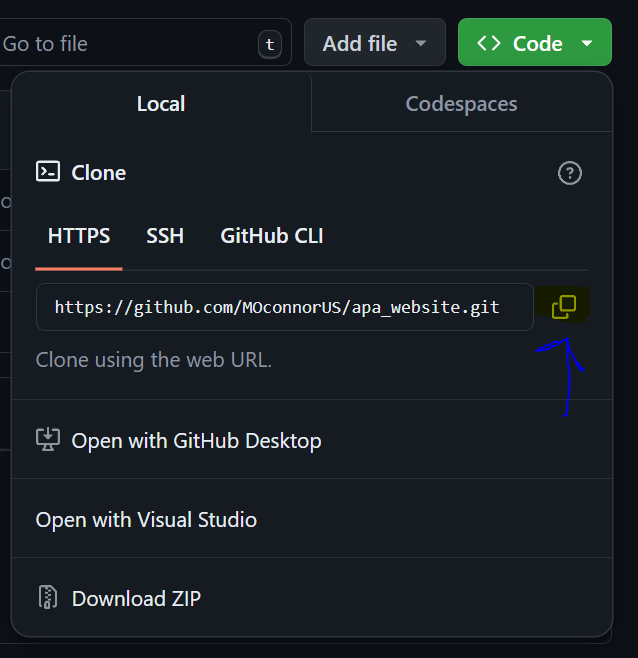 Go to file t Add file Code
Local Codespaces
Clone
HTTPS SSH GitHub CLI
https://github.com/MOconnorUS/apa_website.git
Clone using the web URL.
Open with GitHub Desktop
Open with Visual Studio
Download ZIP